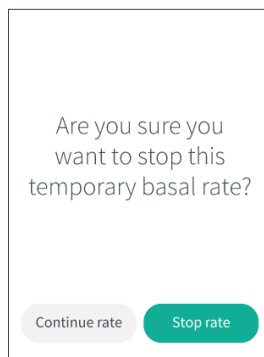 Are you sure you
want to stop this
temporary basal rate?
Continue rate
Stop rate